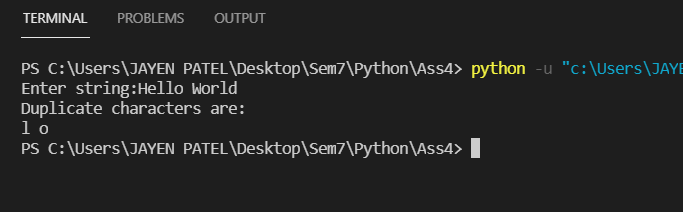 TERMINAL PROBLEMS OUTPUT
PS C:\Users\JAYEN PATEL\Desktop\Sem7\Python\Ass4> python -u "c:\Users\JAYE
Enter string:Hello World
Duplicate characters are:
l o
PS C:\Users\JAYEN PATEL\Desktop\Sem7\Python\Ass4>